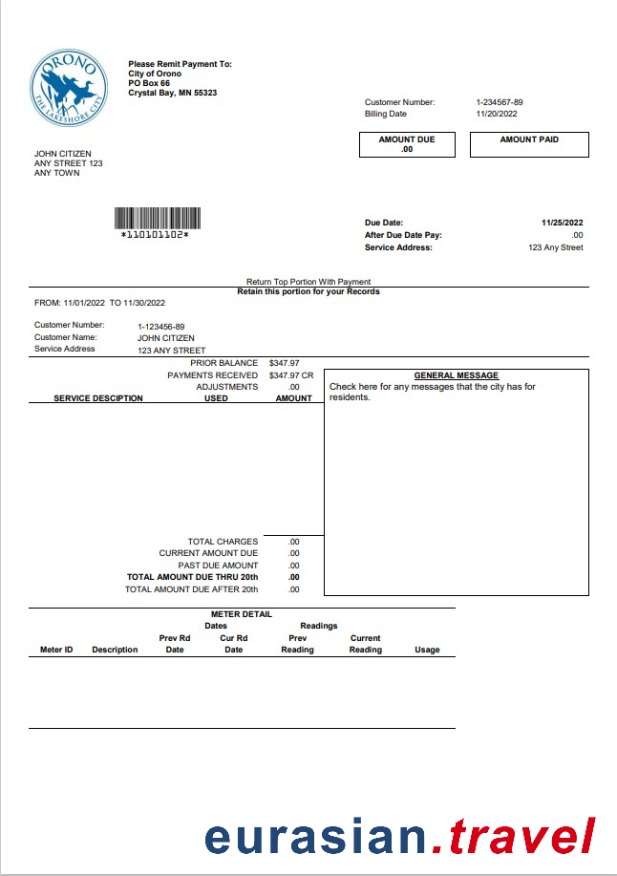 ORONO
THE LAKESHORE CITY
Please Remit Payment To:
City of Orono
PO Box 66
Crystal Bay, MN 55323
Customer Number: 1-234567-89
Billing Date 11/20/2022
AMOUNT DUE
.00
AMOUNT PAID
JOHN CITIZEN
ANY STREET 123
ANY TOWN
*110101102*
Due Date: 11/25/2022
After Due Date Pay: .00
Service Address: 123 Any Street
Return Top Portion With Payment
Retain this portion for your Records
FROM: 11/01/2022 TO 11/30/2022
Customer Number: 1-123456-89
Customer Name: JOHN CITIZEN
Service Address 123 ANY STREET
PRIOR BALANCE $347.97
PAYMENTS RECEIVED $347.97 CR
ADJUSTMENTS .00
SERVICE DESCIPTION USED AMOUNT
GENERAL MESSAGE
Check here for any messages that the city has for
residents.
TOTAL CHARGES .00
CURRENT AMOUNT DUE .00
PAST DUE AMOUNT .00
TOTAL AMOUNT DUE THRU 20th .00
TOTAL AMOUNT DUE AFTER 20th .00
METER DETAIL
Dates Readings
Prev Rd Cur Rd Prev Current
Meter ID Description Date Date Reading Reading Usage
eurasian.travel